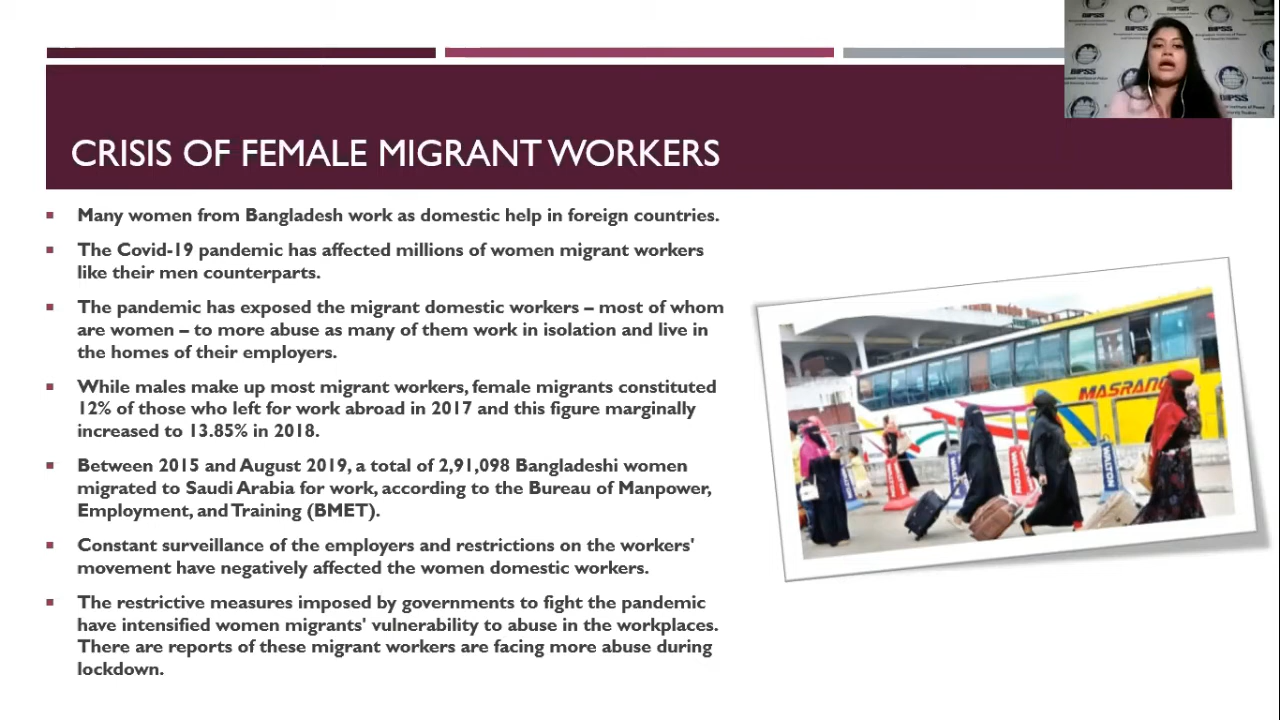 CRISIS OF FEMALE MIGRANT WORKERS
▪ Many women from Bangladesh work as domestic help in foreign countries.
▪ The Covid-19 pandemic has affected millions of women migrant workers
like their men counterparts.
▪ The pandemic has exposed the migrant domestic workers – most of whom
are women – to more abuse as many of them work in isolation and live in
the homes of their employers.
▪ While males make up most migrant workers, female migrants constituted
12% of those who left for work abroad in 2017 and this figure marginally
increased to 13.85% in 2018.
▪ Between 2015 and August 2019, a total of 2,91,098 Bangladeshi women
migrated to Saudi Arabia for work, according to the Bureau of Manpower,
Employment, and Training (BMET).
▪ Constant surveillance of the employers and restrictions on the workers'
movement have negatively affected the women domestic workers.
▪ The restrictive measures imposed by governments to fight the pandemic
have intensified women migrants' vulnerability to abuse in the workplaces.
There are reports of these migrant workers are facing more abuse during
lockdown.
BIPSS
MASRANG
WALTON
WALTON
WALTON
WALTON